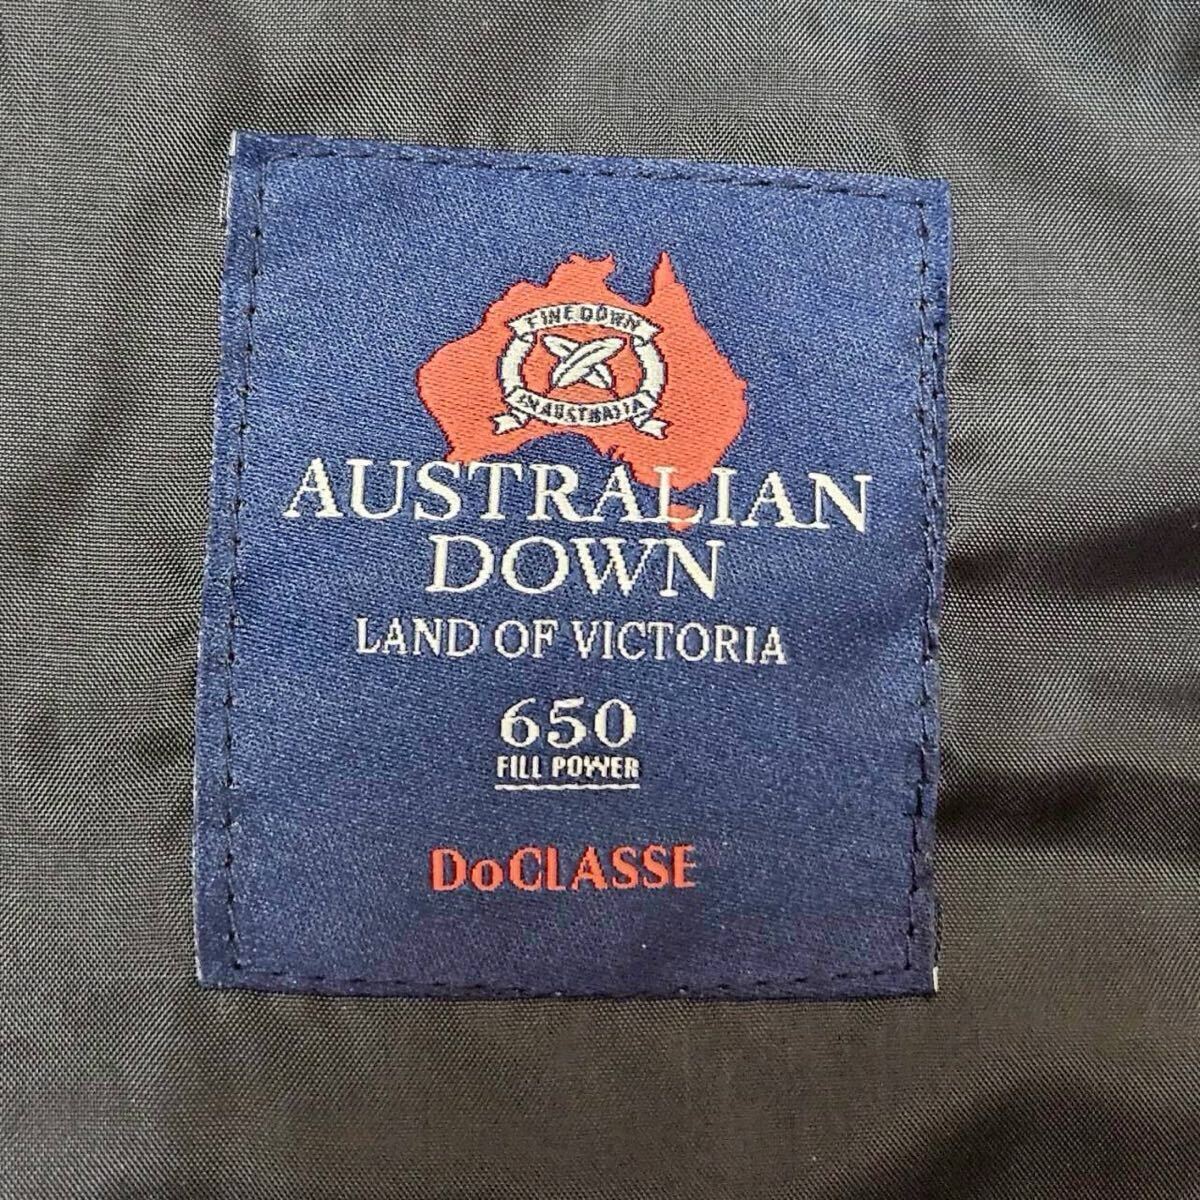 FINE DOWN
IN AUSTRALIA
AUSTRALIAN
DOWN
LAND OF VICTORIA
650
FILL POWER
DoCLASSE